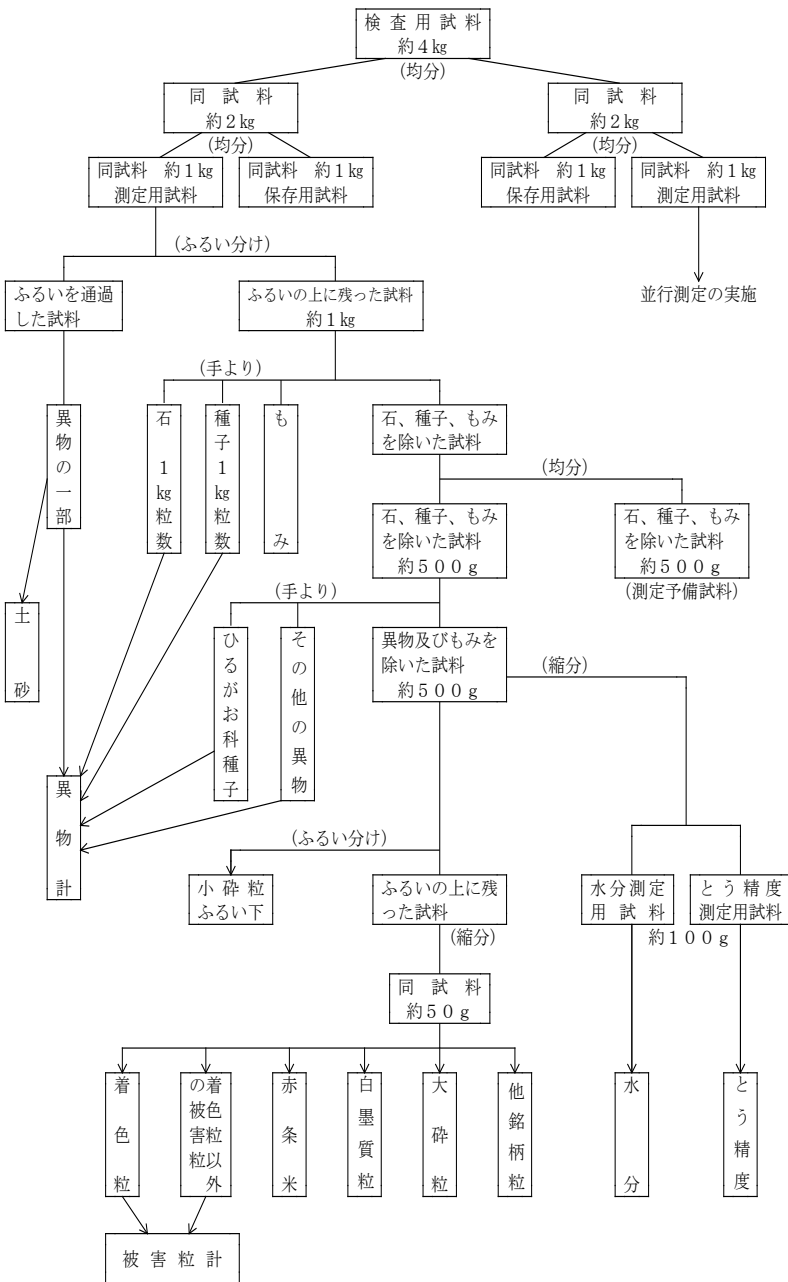 検査用試料
約４㎏
(均分)
同試料
約２㎏
同試料
約２㎏
(均分)
(均分)
同試料　約１㎏
測定用試料
同試料　約１㎏
保存用試料
同試料　約１㎏
保存用試料
同試料　約１㎏
測定用試料
(ふるい分け)
ふるいを通過
した試料
ふるいの上に残った試料
約１㎏
並行測定の実施
(手より)
異物の一部
石　１㎏粒数
種子１㎏粒数
もみ
石、種子、もみ
を除いた試料
(均分)
石、種子、もみ
を除いた試料
約５００ｇ
石、種子、もみ
を除いた試料
約５００ｇ
(測定予備試料)
(手より)
土砂
ひるがお科種子
その他の異物
異物及びもみを
除いた試料
約５００ｇ
(縮分)
異物計
(ふるい分け)
小砕粒
ふるい下
ふるいの上に残
った試料
水分測定
用試料
とう精度
測定用試料
(縮分)
約１００ｇ
同試料
約５０ｇ
着色粒
着色粒以外
の被害粒
赤条米
白墨質粒
大砕粒
他銘柄粒
水分
とう精度
被害粒計